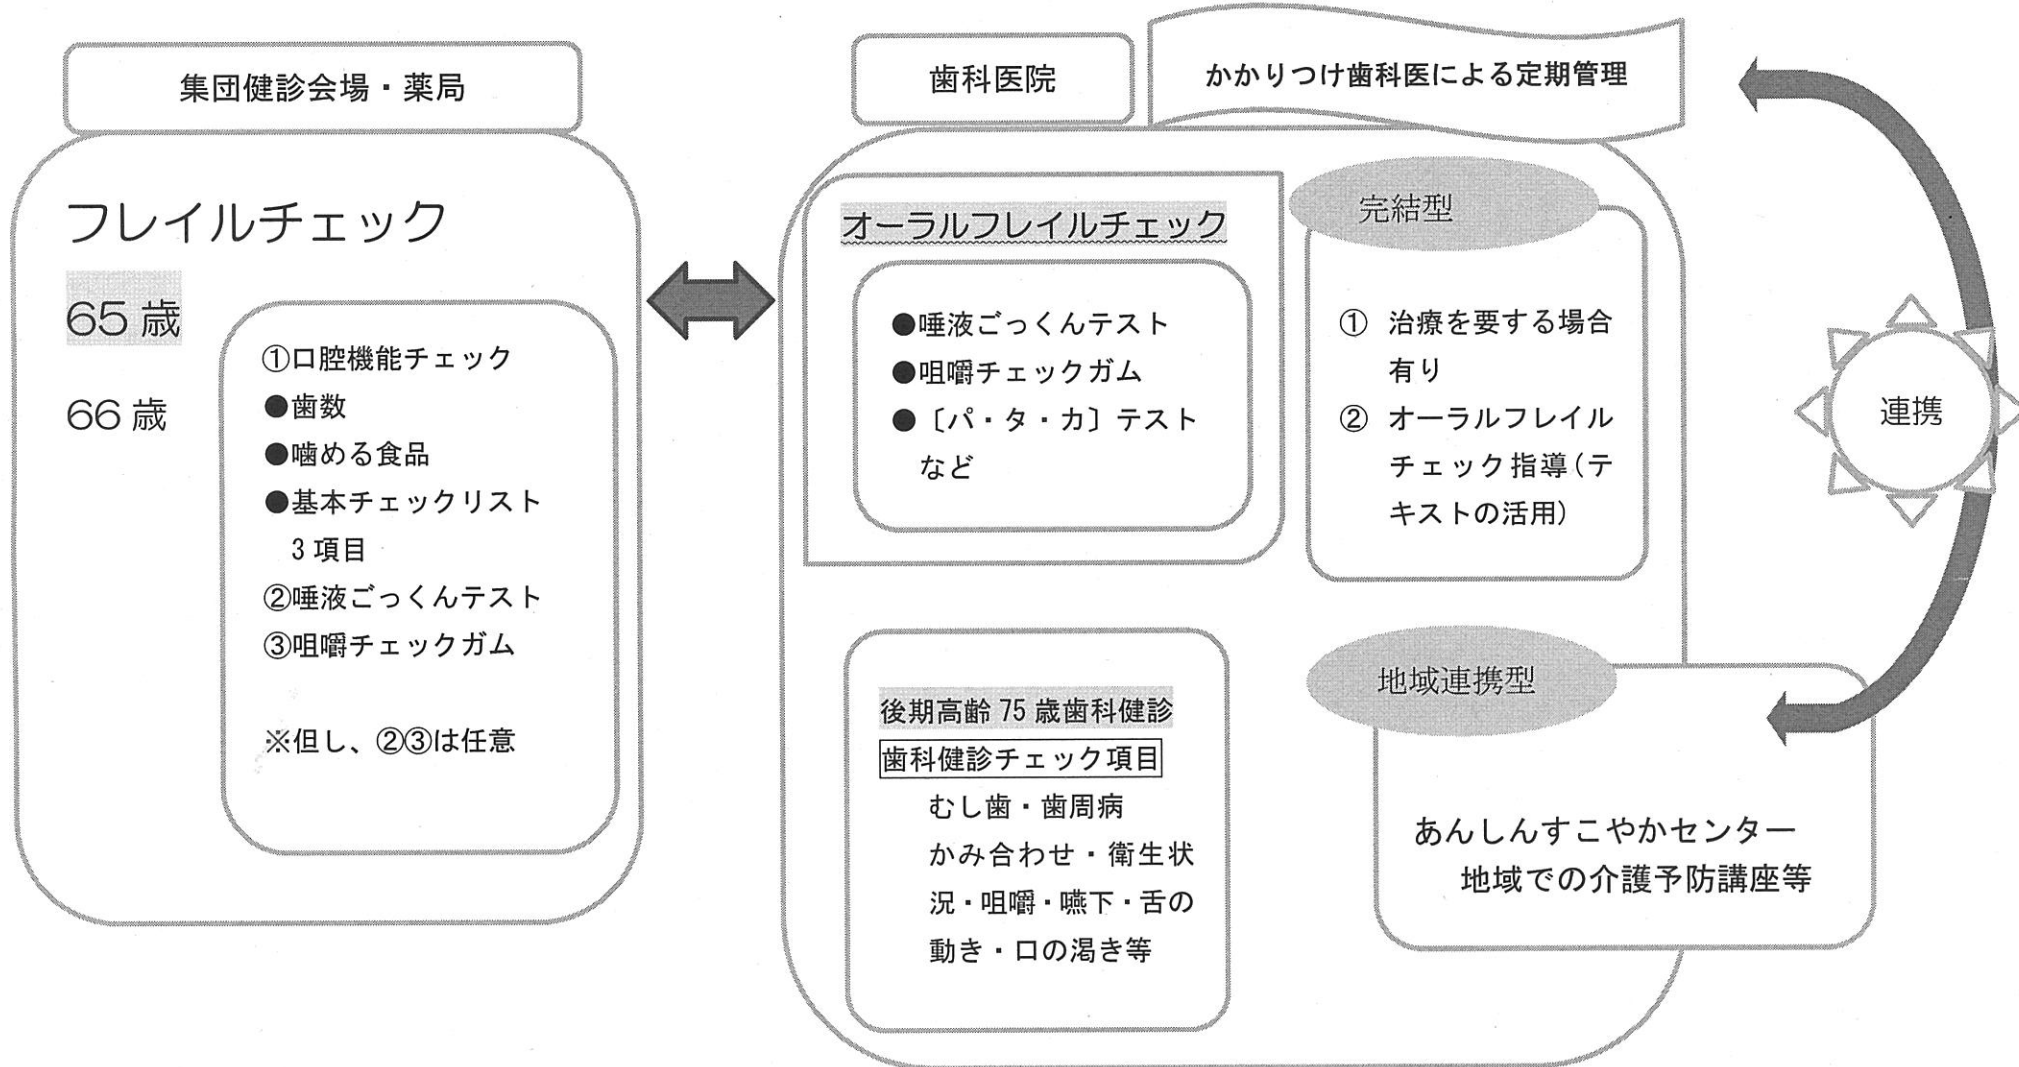 集団健診会場・薬局
フレイルチェック
65歳
66歳
①口腔機能チェック
●歯数
●噛める食品
●基本チェックリスト
3項目
②唾液ごっくんテスト
③咀嚼チェックガム
※但し、②③は任意
歯科医院
かかりつけ歯科医による定期管理
オーラルフレイルチェック
●唾液ごっくんテスト
●咀嚼チェックガム
●〔パ・タ・カ〕テスト
など
完結型
① 治療を要する場合
有り
② オーラルフレイル
チェック指導(テ
キストの活用)
後期高齢75歳歯科健診
歯科健診チェック項目
むし歯・歯周病
かみ合わせ・衛生状
況・咀嚼・嚥下・舌の
動き・口の渇き等
地域連携型
あんしんすこやかセンター
地域での介護予防講座等
連携